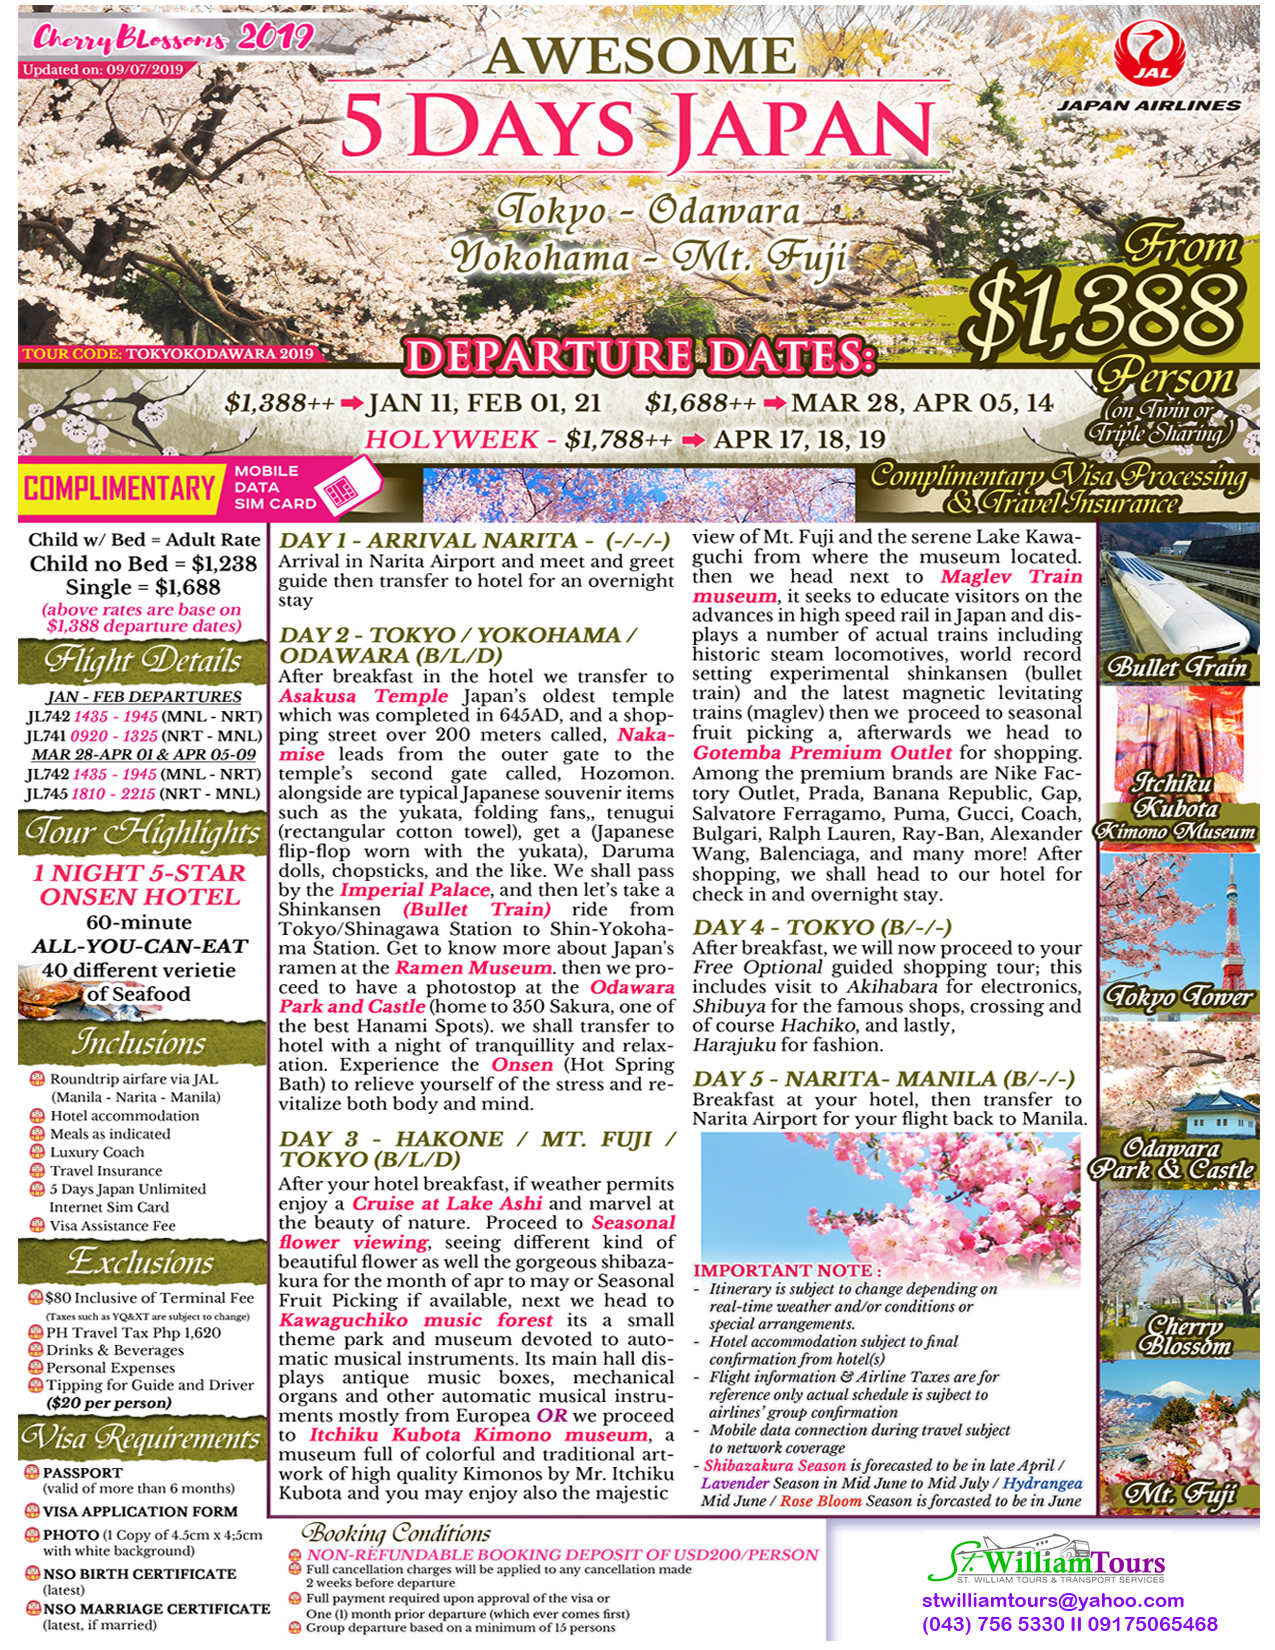 Cherry Blossoms 2019
Updated on: 09/07/2019
AWESOME
5 DAYS JAPAN
Tokyo - Odawara
Yokohama - Mt. Fuji
JAL
JAPAN AIRLINES
From
$1,388
Person
(on Twin or
Triple Sharing)
TOUR CODE: TOKYOKODAWARA 2019
DEPARTURE DATES:
$1,388++ JAN 11, FEB 01, 21 $1,688++ MAR 28, APR 05, 14
HOLYWEEK - $1,788++ APR 17, 18, 19
COMPLIMENTARY
MOBILE
DATA
SIM CARD
Complimentary Visa Processing
& Travel Insurance
Child w/ Bed = Adult Rate
Child no Bed = $1,238
Single = $1,688
(above rates are base on
$1,388 departure dates)
Flight Details
JAN - FEB DEPARTURES
JL742 1435 - 1945 (MNL - NRT)
JL741 0920 - 1325 (NRT - MNL)
MAR 28-APR 01 & APR 05-09
JL742 1435 - 1945 (MNL - NRT)
JL745 1810 - 2215 (NRT - MNL)
Tour Highlights
1 NIGHT 5-STAR
ONSEN HOTEL
60-minute
ALL-YOU-CAN-EAT
40 different verietie
of Seafood
Inclusions
Roundtrip airfare via JAL
(Manila - Narita - Manila)
Hotel accommodation
Meals as indicated
Luxury Coach
Travel Insurance
5 Days Japan Unlimited
Internet Sim Card
Visa Assistance Fee
Exclusions
$80 Inclusive of Terminal Fee
(Taxes such as YQ&XT are subject to change)
PH Travel Tax Php 1,620
Drinks & Beverages
Personal Expenses
Tipping for Guide and Driver
($20 per person)
Visa Requirements
PASSPORT
(valid of more than 6 months)
VISA APPLICATION FORM
PHOTO (1 Copy of 4.5cm x 4;5cm
with white background)
NSO BIRTH CERTIFICATE
(latest)
NSO MARRIAGE CERTIFICATE
(latest, if married)
DAY 1 - ARRIVAL NARITA - (-/-/-)
Arrival in Narita Airport and meet and greet
guide then transfer to hotel for an overnight
stay
DAY 2 - TOKYO / YOKOHAMA /
ODAWARA (B/L/D)
After breakfast in the hotel we transfer to
Asakusa Temple Japan's oldest temple
which was completed in 645AD, and a shop-
ping street over 200 meters called, Naka-
mise leads from the outer gate to the
temple's second gate called, Hozomon.
alongside are typical Japanese souvenir items
such as the yukata, folding fans,, tenugui
(rectangular cotton towel), get a (Japanese
flip-flop worn with the yukata), Daruma
dolls, chopsticks, and the like. We shall pass
by the Imperial Palace, and then let's take a
Shinkansen (Bullet Train) ride from
Tokyo/Shinagawa Station to Shin-Yokoha-
ma Station. Get to know more about Japan's
ramen at the Ramen Museum. then we pro-
ceed to have a photostop at the Odawara
Park and Castle (home to 350 Sakura, one of
the best Hanami Spots). we shall transfer to
hotel with a night of tranquillity and relax-
ation. Experience the Onsen (Hot Spring
Bath) to relieve yourself of the stress and re-
vitalize both body and mind.
DAY 3 - HAKONE / MT. FUJI /
TOKYO (B/L/D)
After your hotel breakfast, if weather permits
enjoy a Cruise at Lake Ashi and marvel at
the beauty of nature. Proceed to Seasonal
flower viewing, seeing different kind of
beautiful flower as well the gorgeous shibaza-
kura for the month of apr to may or Seasonal
Fruit Picking if available, next we head to
Kawaguchiko music forest its a small
theme park and museum devoted to auto-
matic musical instruments. Its main hall dis-
plays antique music boxes, mechanical
organs and other automatic musical instru-
ments mostly from Europea OR we proceed
to Itchiku Kubota Kimono museum, a
museum full of colorful and traditional art-
work of high quality Kimonos by Mr. Itchiku
Kubota and you may enjoy also the majestic
view of Mt. Fuji and the serene Lake Kawa-
guchi from where the museum located.
then we head next to Maglev Train
museum, it seeks to educate visitors on the
advances in high speed rail in Japan and dis-
plays a number of actual trains including
historic steam locomotives, world record
setting experimental shinkansen (bullet
train) and the latest magnetic levitating
trains (maglev) then we proceed to seasonal
fruit picking a, afterwards we head to
Gotemba Premium Outlet for shopping.
Among the premium brands are Nike Fac-
tory Outlet, Prada, Banana Republic, Gap,
Salvatore Ferragamo, Puma, Gucci, Coach,
Bulgari, Ralph Lauren, Ray-Ban, Alexander
Wang, Balenciaga, and many more! After
shopping, we shall head to our hotel for
check in and overnight stay.
DAY 4 - TOKYO (B/-/-)
After breakfast, we will now proceed to your
Free Optional guided shopping tour; this
includes visit to Akihabara for electronics,
Shibuya for the famous shops, crossing and
of course Hachiko, and lastly,
Harajuku for fashion.
DAY 5 - NARITA- MANILA (B/-/-)
Breakfast at your hotel, then transfer to
Narita Airport for your flight back to Manila.
IMPORTANT NOTE :
- Itinerary is subject to change depending on
real-time weather and/or conditions or
special arrangements.
- Hotel accommodation subject to final
confirmation from hotel(s)
- Flight information & Airline Taxes are for
reference only actual schedule is sujbect to
airlines' group confirmation
- Mobile data connection during travel subject
to network coverage
- Shibazakura Season is forecasted to be in late April /
Lavender Season in Mid June to Mid July / Hydrangea
Mid June / Rose Bloom Season is forcasted to be in June
Bullet Train
Itchiku
Kubota
Kimono Museum
Tokyo Tower
Odawara
Park & Castle
Cherry
Blossom
Mt. Fuji
Booking Conditions
NON-REFUNDABLE BOOKING DEPOSIT OF USD200/PERSON
Full cancellation charges will be applied to any cancellation made
2 weeks before departure
Full payment required upon approval of the visa or
One (1) month prior departure (which ever comes first)
Group departure based on a minimum of 15 persons
St. William Tours
ST. WILLIAM TOURS & TRANSPORT SERVICES
stwilliamtours@yahoo.com
(043) 756 5330 II 09175065468